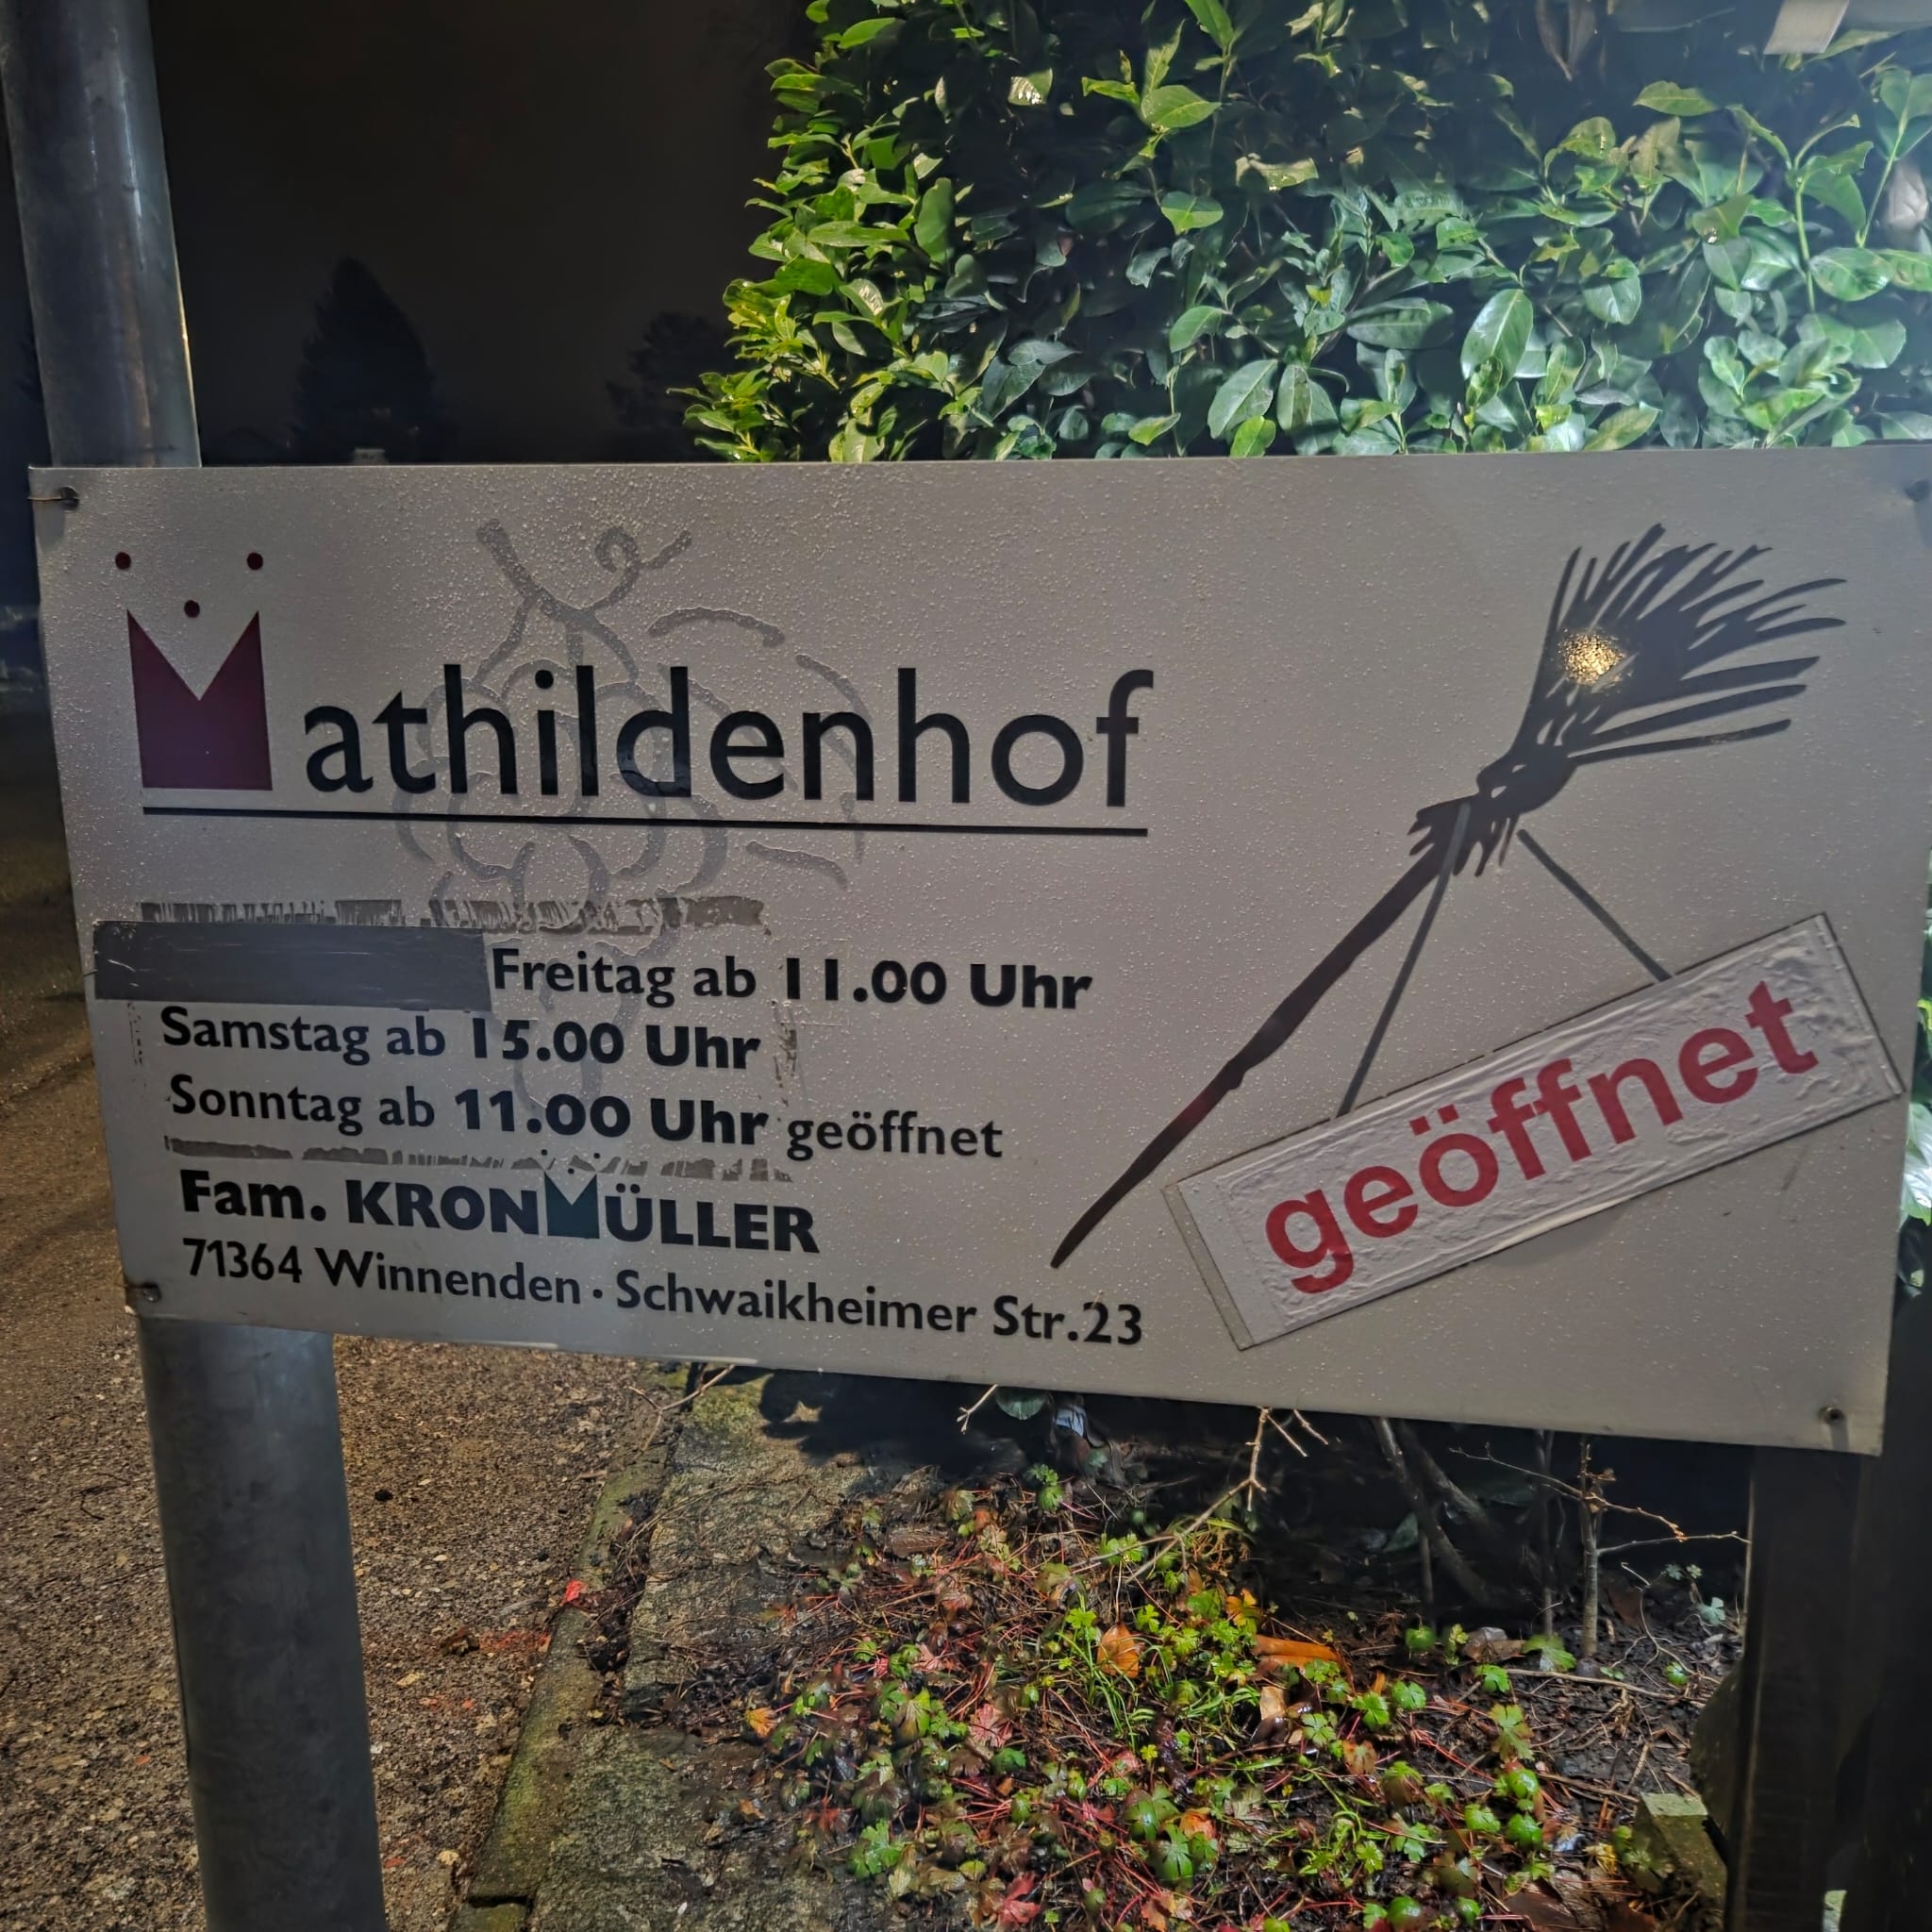 Mathildenhof
Freitag ab 11.00 Uhr
Samstag ab 15.00 Uhr
Sonntag ab 11.00 Uhr geöffnet
Fam. KRONMÜLLER
71364 Winnenden · Schwaikheimer Str.23
geöffnet